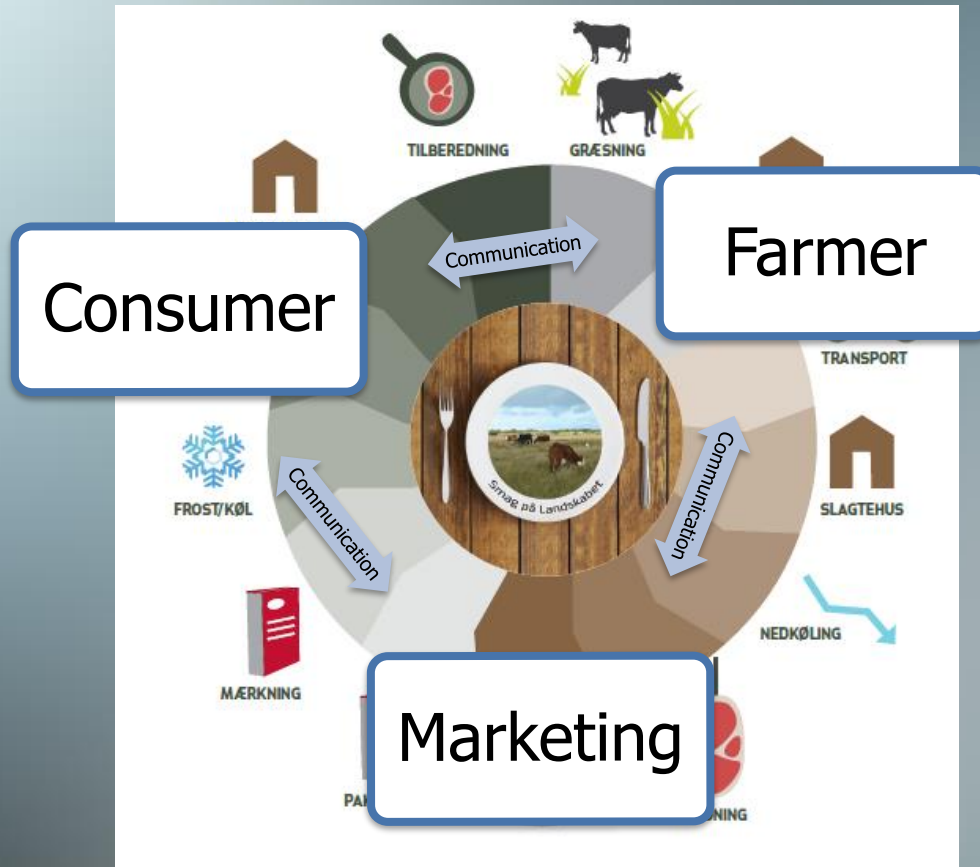 TILBEREDNING
GRÆSNING
Communication
Consumer
Farmer
TRANSPORT
Smag på Landskabet
Communication
FROST/KØL
SLAGTEHUS
Communication
NEDKØLING
MÆRKNING
Marketing